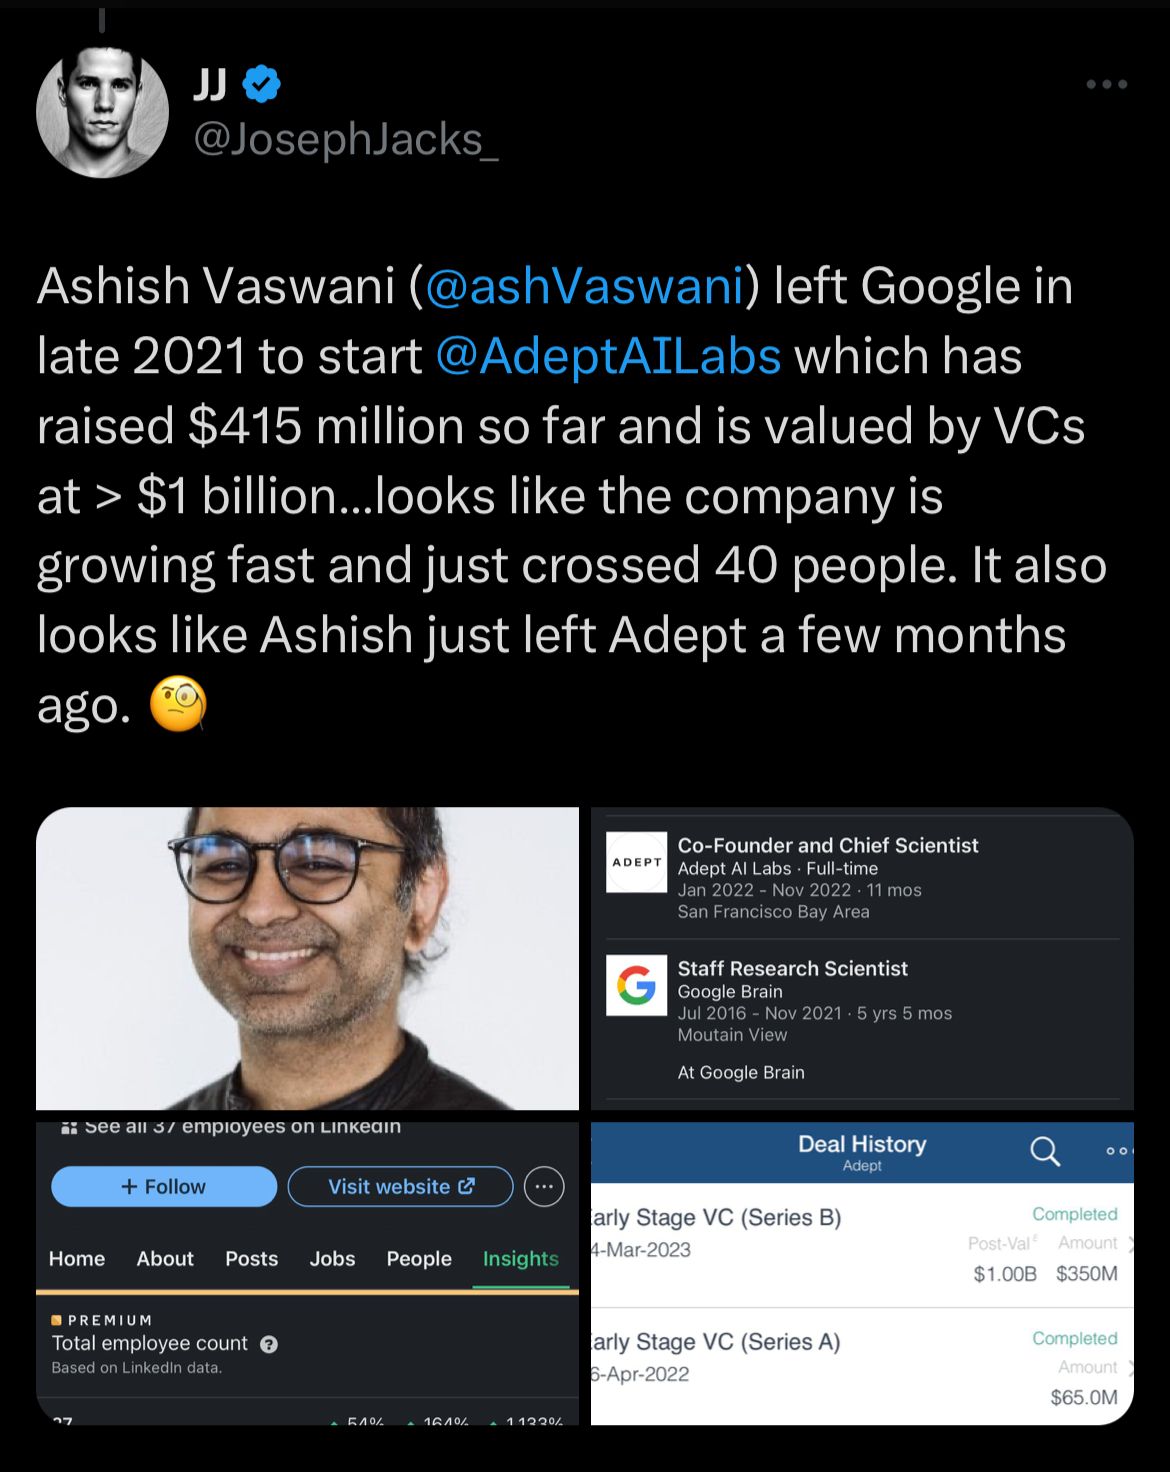 JJ
@JosephJacks_
Ashish Vaswani (@ashVaswani) left Google in
late 2021 to start @AdeptAILabs which has
raised $415 million so far and is valued by VCs
at > $1 billion...looks like the company is
growing fast and just crossed 40 people. It also
looks like Ashish just left Adept a few months
ago. 🧐
ADEPT
Co-Founder and Chief Scientist
Adept AI Labs · Full-time
Jan 2022 - Nov 2022 · 11 mos
San Francisco Bay Area
Staff Research Scientist
Google Brain
Jul 2016 - Nov 2021 · 5 yrs 5 mos
Moutain View
At Google Brain
See all 37 employees on LinkedIn
+ Follow
Visit website
Home About Posts Jobs People Insights
PREMIUM
Total employee count ?
Based on LinkedIn data.
37 54% 164% 1,133%
Deal History
Adept
arly Stage VC (Series B) Completed
4-Mar-2023 Post-Val Amount
$1.00B $350M
arly Stage VC (Series A) Completed
6-Apr-2022 Amount
$65.0M